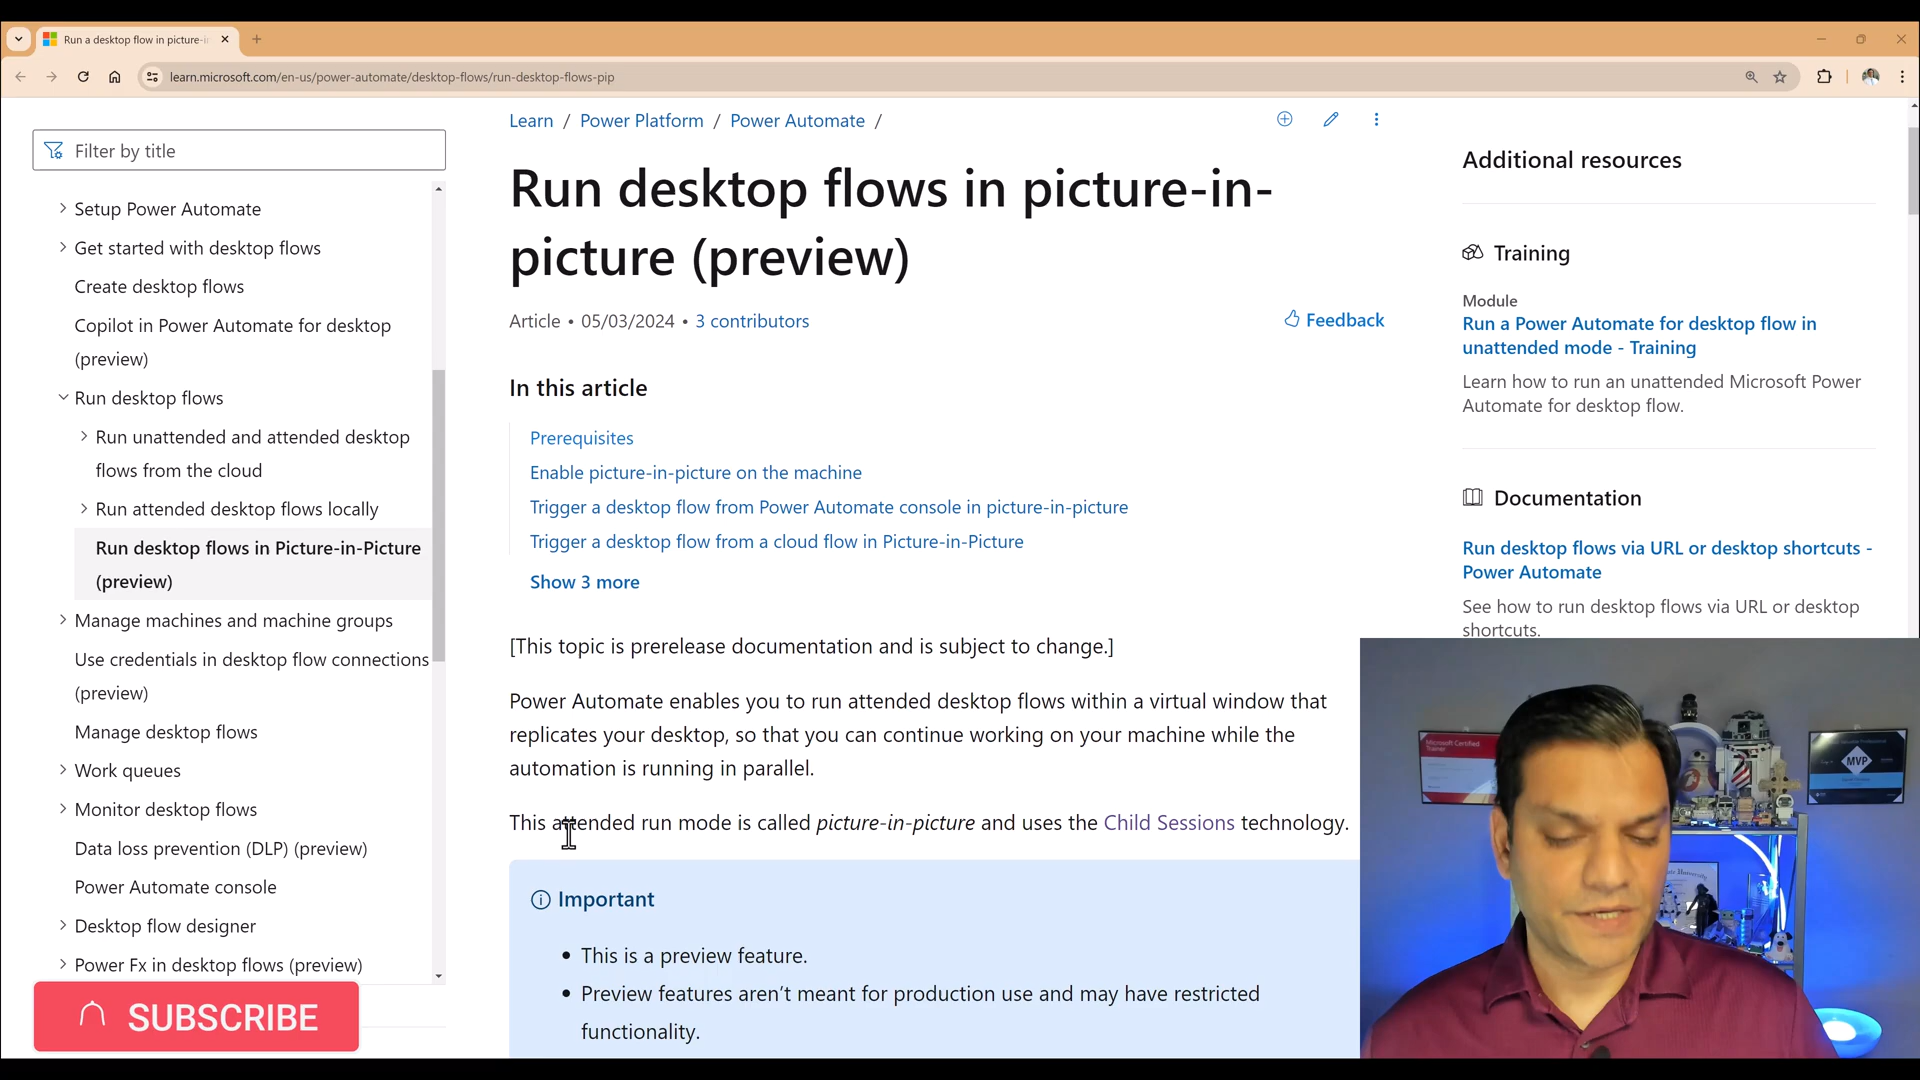 Run a desktop flow in picture-i
learn.microsoft.com/en-us/power-automate/desktop-flows/run-desktop-flows-pip
Filter by title
Setup Power Automate
Get started with desktop flows
Create desktop flows
Copilot in Power Automate for desktop
(preview)
Run desktop flows
Run unattended and attended desktop
flows from the cloud
Run attended desktop flows locally
Run desktop flows in Picture-in-Picture
(preview)
Manage machines and machine groups
Use credentials in desktop flow connections
(preview)
Manage desktop flows
Work queues
Monitor desktop flows
Data loss prevention (DLP) (preview)
Power Automate console
Desktop flow designer
Power Fx in desktop flows (preview)
SUBSCRIBE
Learn / Power Platform / Power Automate /
Run desktop flows in picture-in-
picture (preview)
Article • 05/03/2024 • 3 contributors
Feedback
In this article
Prerequisites
Enable picture-in-picture on the machine
Trigger a desktop flow from Power Automate console in picture-in-picture
Trigger a desktop flow from a cloud flow in Picture-in-Picture
Show 3 more
[This topic is prerelease documentation and is subject to change.]
Power Automate enables you to run attended desktop flows within a virtual window that
replicates your desktop, so that you can continue working on your machine while the
automation is running in parallel.
This attended run mode is called picture-in-picture and uses the Child Sessions technology.
Important
• This is a preview feature.
• Preview features aren't meant for production use and may have restricted
functionality.
Additional resources
Training
Module
Run a Power Automate for desktop flow in
unattended mode - Training
Learn how to run an unattended Microsoft Power
Automate for desktop flow.
Documentation
Run desktop flows via URL or desktop shortcuts -
Power Automate
See how to run desktop flows via URL or desktop
shortcuts.
Microsoft Certified
Trainer
MVP